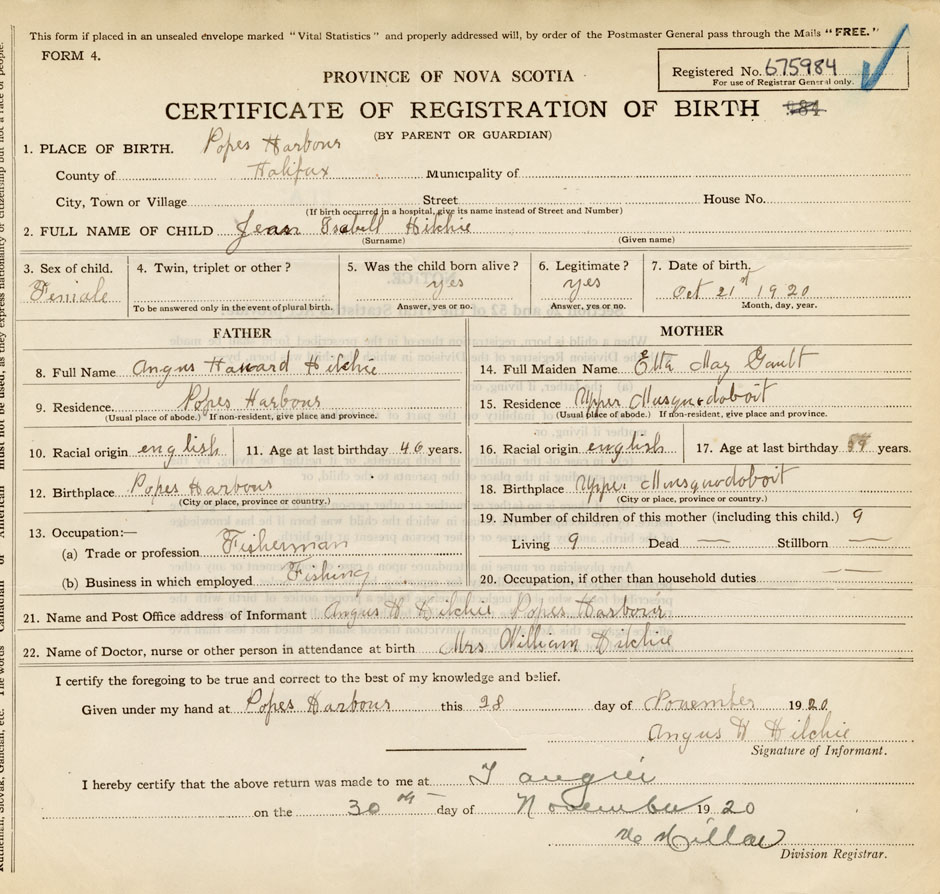 This form if placed in an unsealed envelope marked "Vital Statistics" and properly addressed will, by order of the Postmaster General pass through the Mails "FREE."
FORM 4.
Registered No. 675984
For use of Registrar General only.
PROVINCE OF NOVA SCOTIA
CERTIFICATE OF REGISTRATION OF BIRTH
(BY PARENT OR GUARDIAN)
1. PLACE OF BIRTH. Popes Harbour
County of Halifax Municipality of
City, Town or Village Street House No.
(If birth occurred in a hospital, give its name instead of Street and Number)
2. FULL NAME OF CHILD Jean Isabell Hilchie
(Surname) (Given name)
3. Sex of child. 4. Twin, triplet or other? 5. Was the child born alive? 6. Legitimate? 7. Date of birth,
Female yes yes Oct 21st 1920
To be answered only in the event of plural birth. Answer, yes or no. Answer, yes or no. Month, day, year.
FATHER
8. Full Name Angus Haward Hilchie
9. Residence. Popes Harbour
(Usual place of abode.) If non-resident, give place and province.
10. Racial origin english 11. Age at last birthday 46 years.
12. Birthplace Popes Harbour
(City or place, province or country.)
13. Occupation:—
(a) Trade or profession Fisherman
(b) Business in which employed Fishing
MOTHER
14. Full Maiden Name Etta May Gault
15. Residence Upper Musquodoboit
(Usual place of abode.) If non-resident, give place and province.
16. Racial origin english 17. Age at last birthday years.
18. Birthplace Upper Musquodoboit
(City or place, province or country.)
19. Number of children of this mother (including this child.) 9
Living 9 Dead — Stillborn —
20. Occupation, if other than household duties —
21. Name and Post Office address of Informant Angus H Hilchie Popes Harbour
22. Name of Doctor, nurse or other person in attendance at birth Mrs William Hilchie
I certify the foregoing to be true and correct to the best of my knowledge and belief.
Given under my hand at Popes Harbour this 28 day of November 1920
Angus H Hilchie
Signature of Informant.
I hereby certify that the above return was made to me at Tangier
on the 30th day of November 1920
Division Registrar.